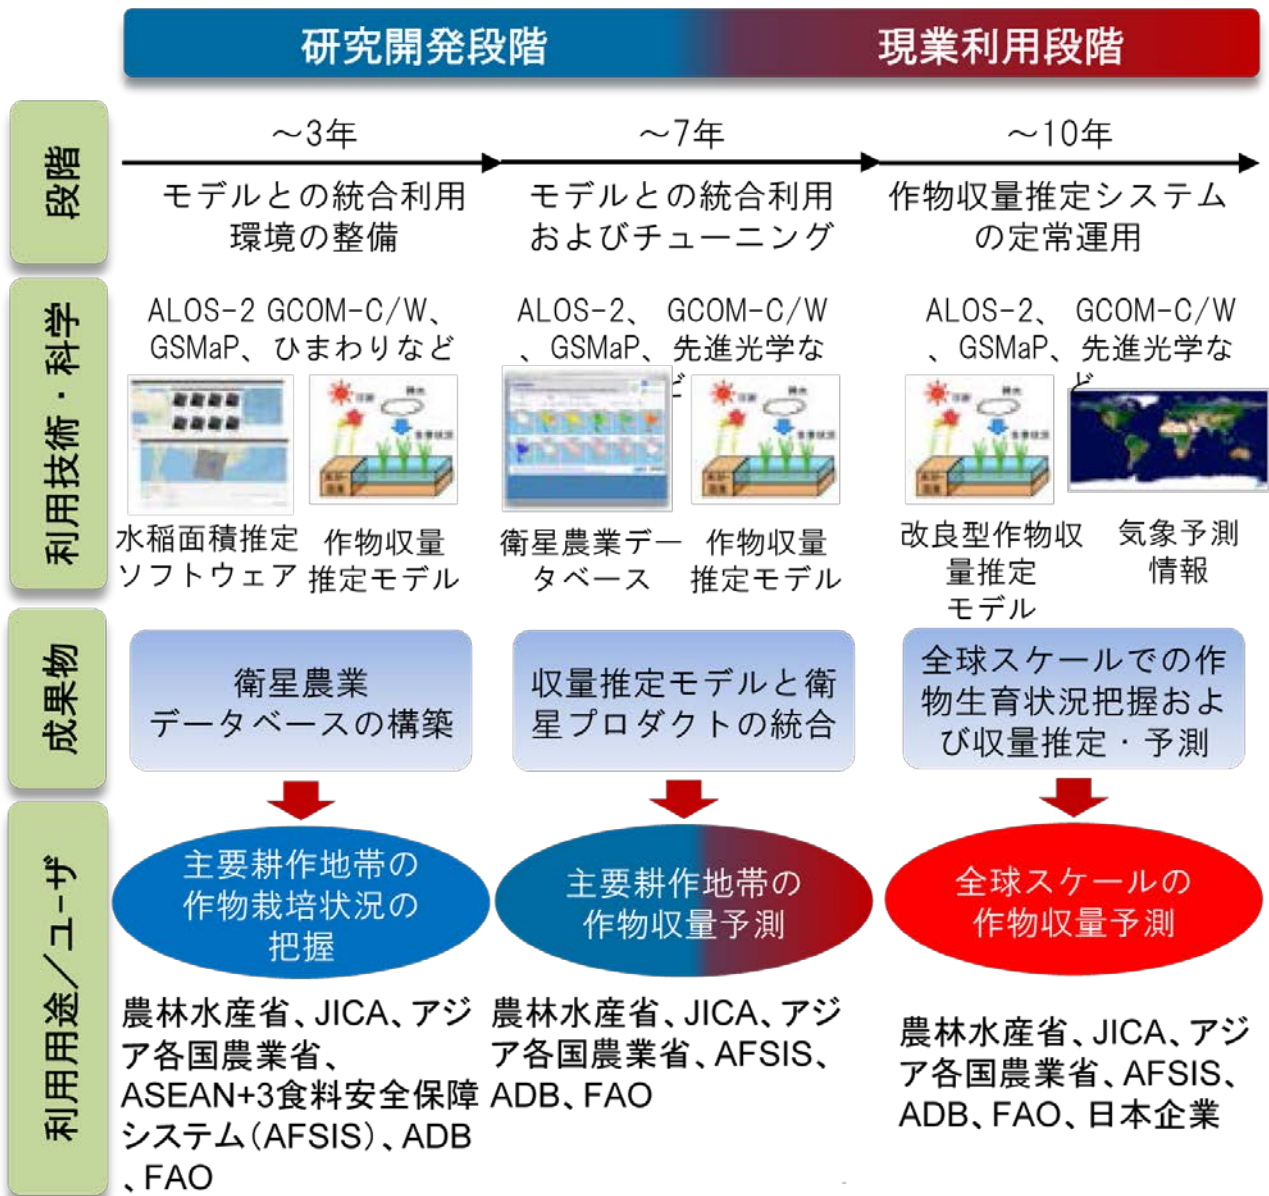 研究開発段階
現業利用段階
段階
～3年
モデルとの統合利用
環境の整備
～7年
モデルとの統合利用
およびチューニング
～10年
作物収量推定システム
の定常運用
利用技術・科学
ALOS-2 GCOM-C/W、
GSMaP、ひまわりなど
水稲面積推定
ソフトウェア
作物収量
推定モデル
ALOS-2、 GCOM-C/W
、GSMaP、先進光学な
ど
衛星農業デー
タベース
作物収量
推定モデル
ALOS-2、 GCOM-C/W
、GSMaP、先進光学な
ど
改良型作物収
量推定
モデル
気象予測
情報
成果物
衛星農業
データベースの構築
収量推定モデルと衛
星プロダクトの統合
全球スケールでの作
物生育状況把握およ
び収量推定・予測
利用用途／ユーザ
主要耕作地帯の
作物栽培状況の
把握
農林水産省、JICA、アジ
ア各国農業省、
ASEAN+3食料安全保障
システム(AFSIS)、ADB
、FAO
主要耕作地帯の
作物収量予測
農林水産省、JICA、アジ
ア各国農業省、AFSIS、
ADB、FAO
全球スケールの
作物収量予測
農林水産省、JICA、アジ
ア各国農業省、AFSIS、
ADB、FAO、日本企業